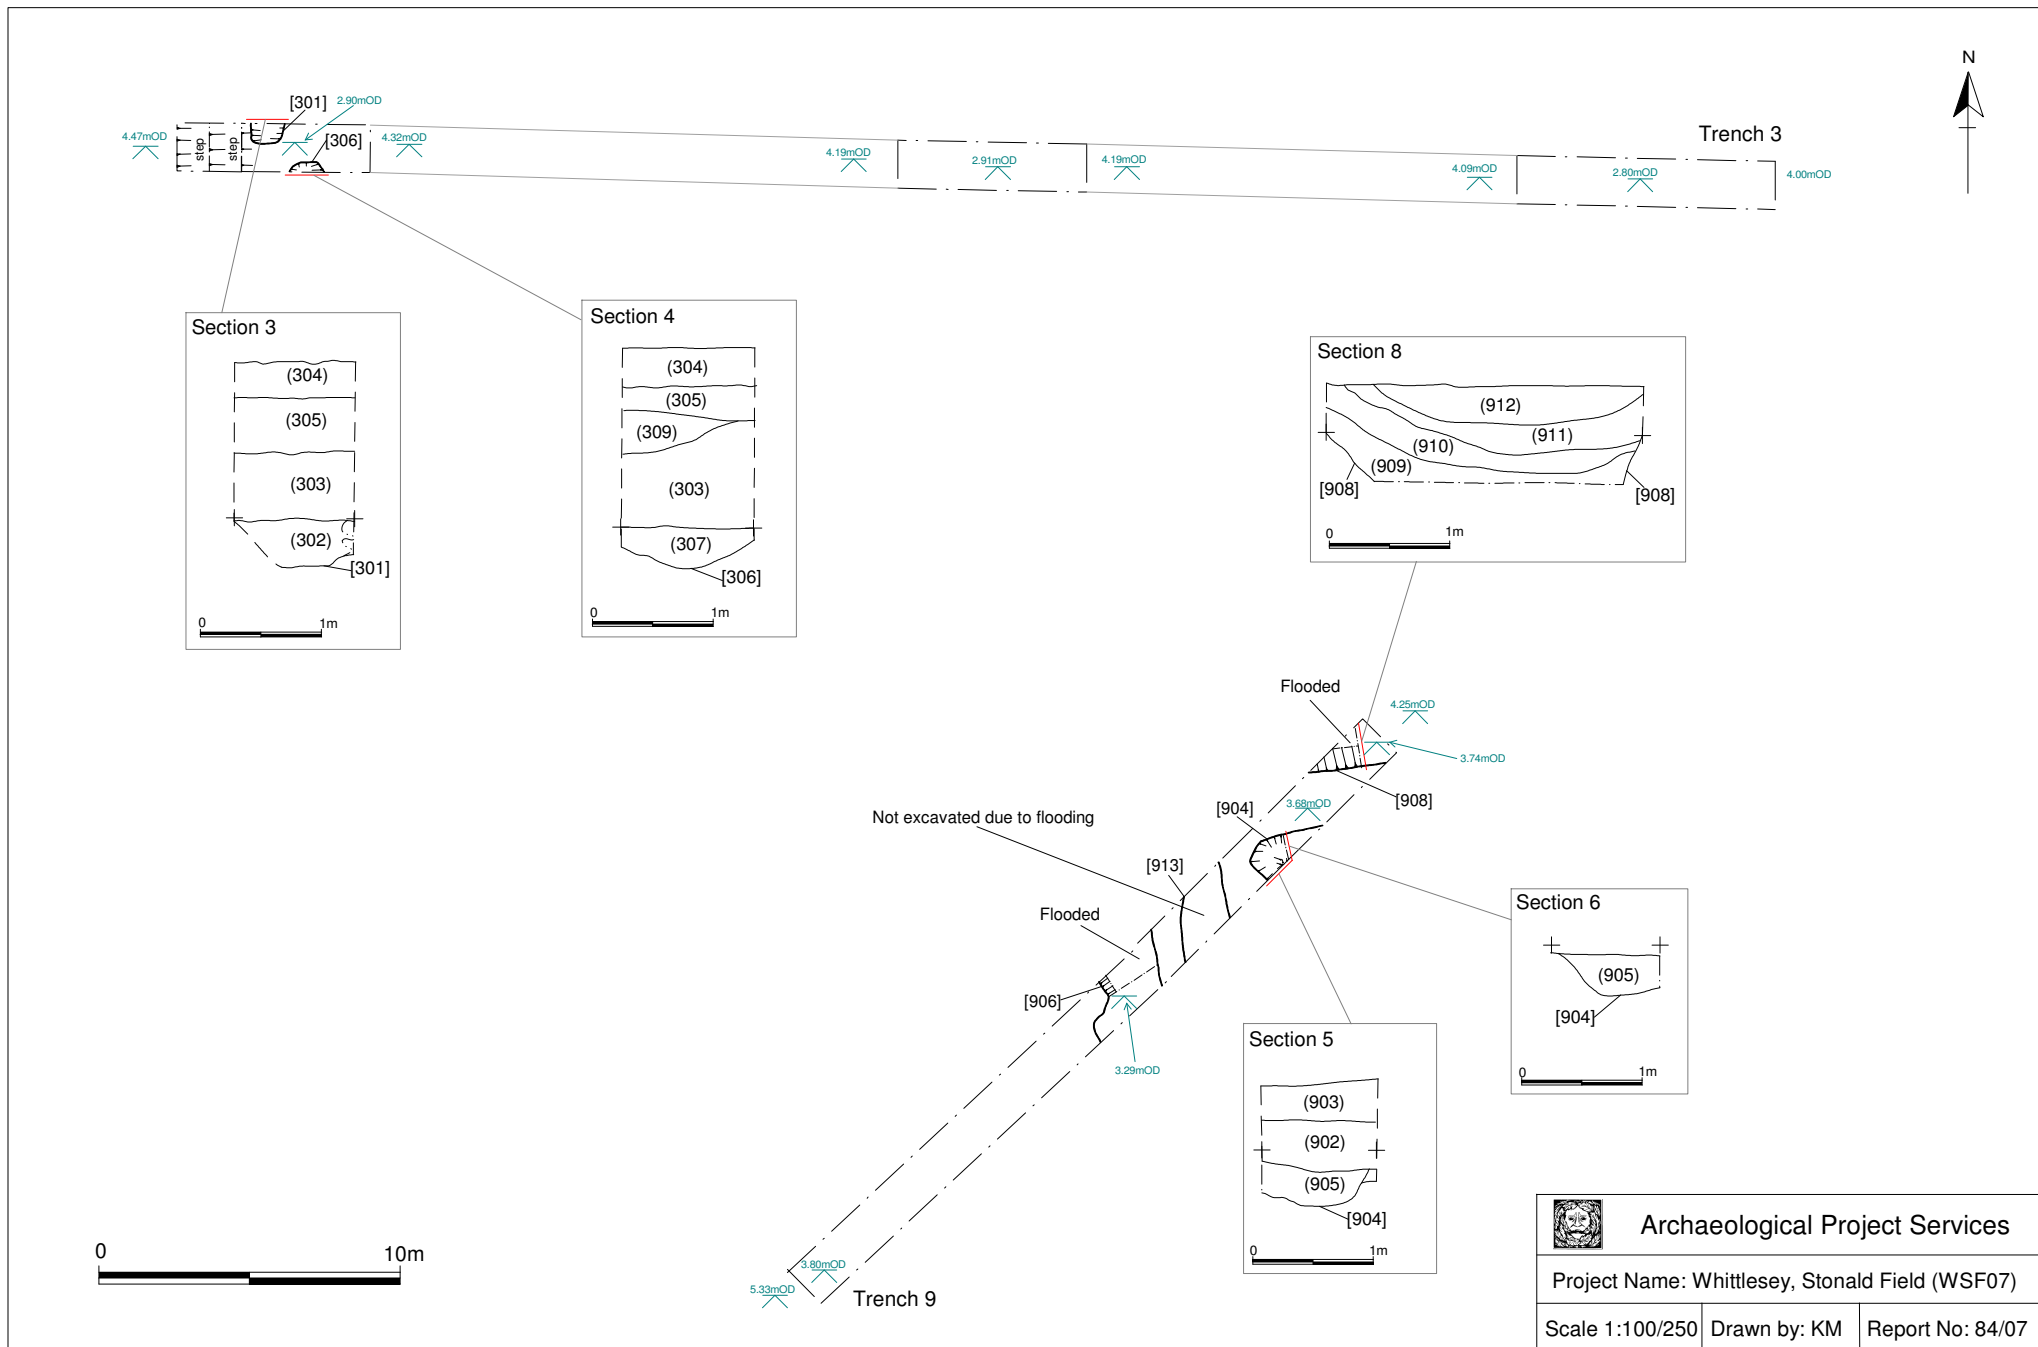 N
Trench 3
[301]
2.90mOD
[306]
4.47mOD
step
step
4.32mOD
4.19mOD
2.91mOD
4.19mOD
4.09mOD
2.80mOD
4.00mOD
Section 3
(304)
(305)
(303)
(302)
[301]
0
1m
Section 4
(304)
(305)
(309)
(303)
(307)
[306]
0
1m
Section 8
(912)
(911)
(910)
(909)
[908]
[908]
0
1m
Flooded
4.25mOD
3.74mOD
[908]
3.68mOD
[904]
Not excavated due to flooding
[913]
Flooded
[906]
3.29mOD
Section 6
(905)
[904]
0
1m
Section 5
(903)
(902)
(905)
[904]
0
1m
3.80mOD
5.33mOD
Trench 9
0
10m
Archaeological Project Services
Project Name: Whittlesey, Stonald Field (WSF07)
Scale 1:100/250
Drawn by: KM
Report No: 84/07